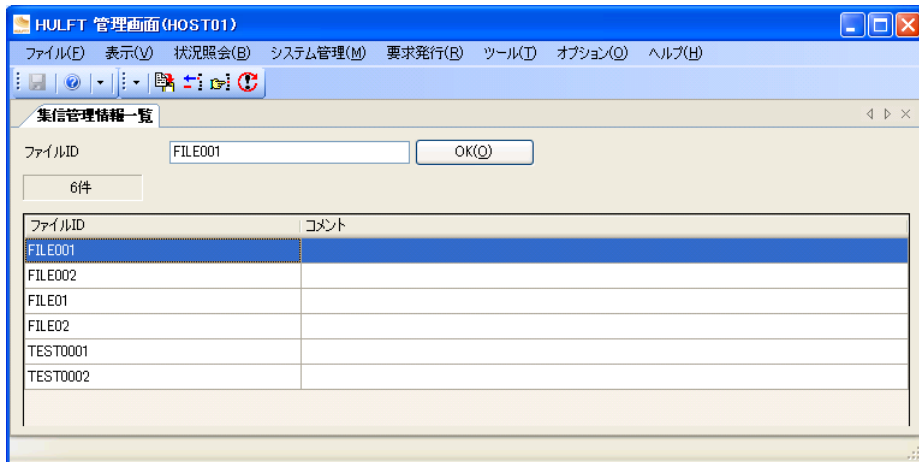 HULFT 管理画面(HOST01)
ファイル(F) 表示(V) 状況照会(B) システム管理(M) 要求発行(R) ツール(T) オプション(O) ヘルプ(H)
集信管理情報一覧
ファイルID FILE001 OK(O)
6件
ファイルID コメント
FILE001
FILE002
FILE01
FILE02
TEST0001
TEST0002